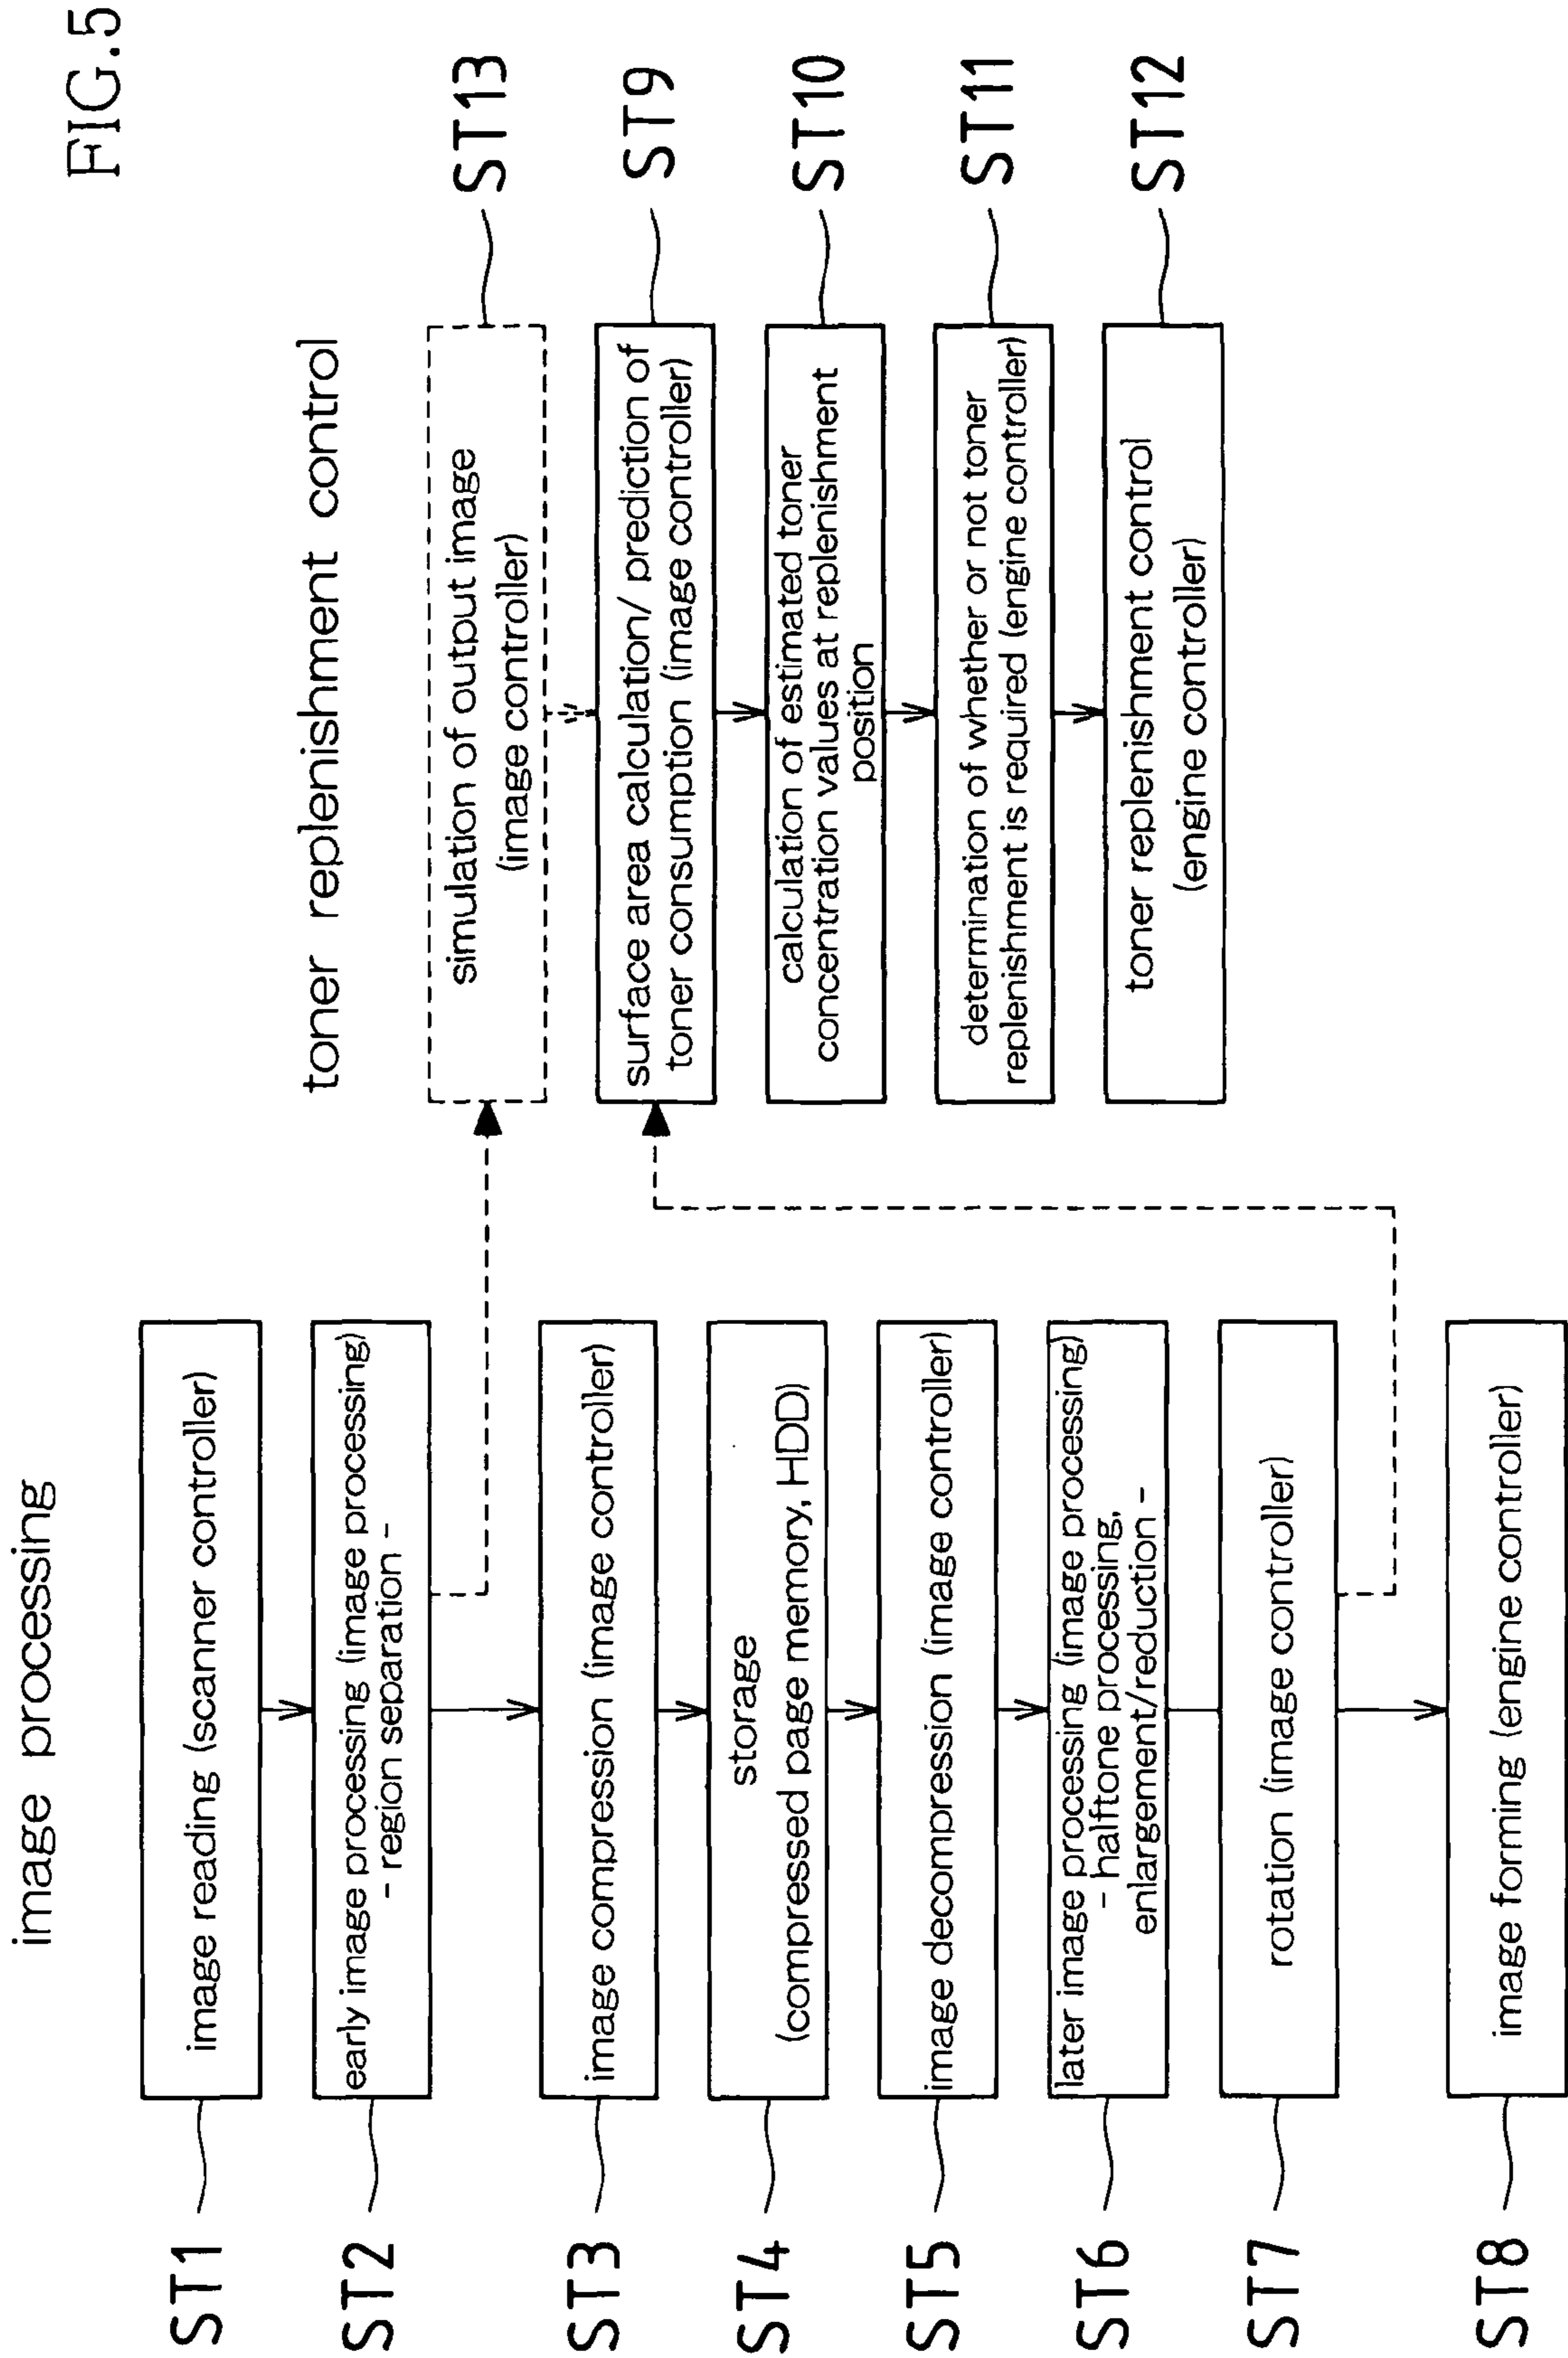 FIG.5
image processing
ST1
image reading (scanner controller)
ST2
early image processing (image processing)
- region separation -
ST3
image compression (image controller)
ST4
storage
(compressed page memory, HDD)
ST5
image decompression (image controller)
ST6
later image processing (image processing)
- halftone processing,
enlargement/reduction -
ST7
rotation (image controller)
ST8
image forming (engine controller)
toner replenishment control
simulation of output image
(image controller)
ST13
surface area calculation/ prediction of
toner consumption (image controller)
ST9
calculation of estimated toner
concentration values at replenishment
position
ST10
determination of whether or not toner
replenishment is required (engine controller)
ST11
toner replenishment control
(engine controller)
ST12